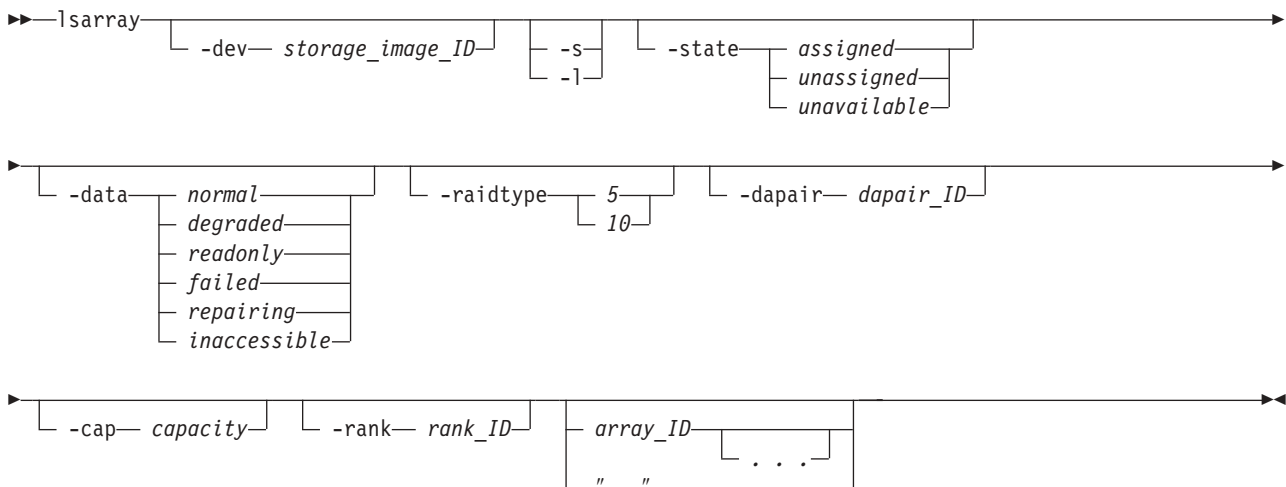 lsarray -dev storage_image_ID -s -state assigned
-l unassigned
unavailable
-data normal -raidtype 5 -dapair dapair_ID
degraded 10
readonly
failed
repairing
inaccessible
-cap capacity -rank rank_ID array_ID
. . .
" "